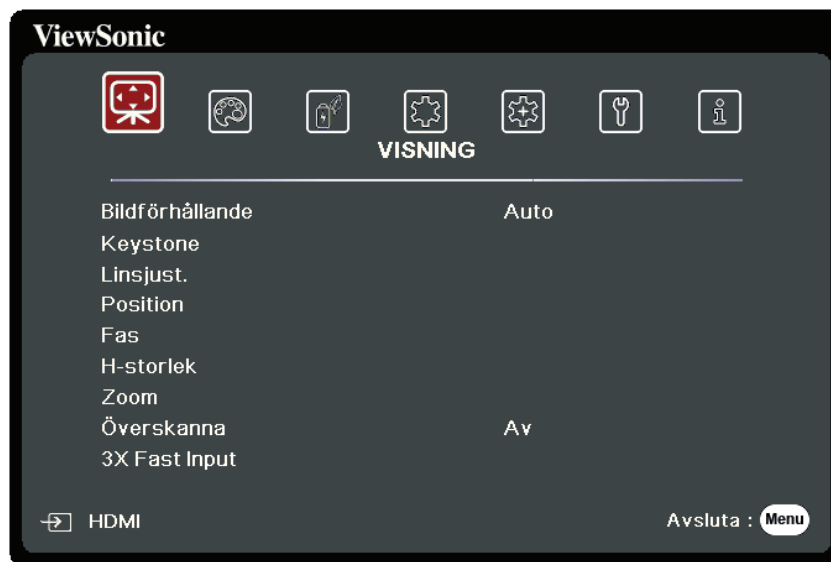 ViewSonic
VISNING
Bildförhållande Auto
Keystone
Linsjust.
Position
Fas
H-storlek
Zoom
Överskanna Av
3X Fast Input
HDMI Avsluta : Menu